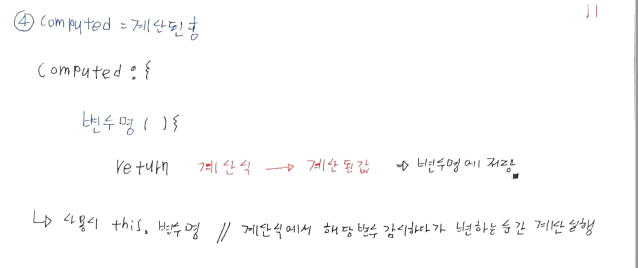 11
④ Computed = 계산된형
Computed : {
변수명 ( ) {
return 계산식 → 계산된값 ⇒ 변수명에 저장
↳ 사용시 this. 변수명 // 계산식에서 해당 변수 감시하다가 변하는 순간 계산 실행